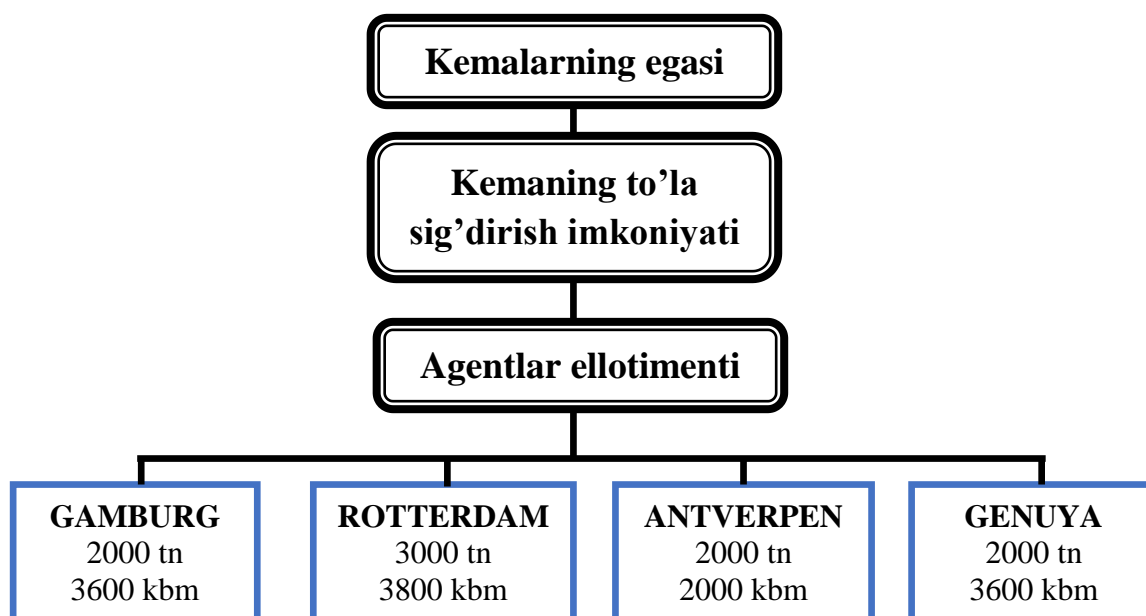 Kemalarning egasi
Kemaning to’la
sig’dirish imkoniyati
Agentlar ellotimenti
GAMBURG
2000 tn
3600 kbm
ROTTERDAM
3000 tn
3800 kbm
ANTVERPEN
2000 tn
2000 kbm
GENUYA
2000 tn
3600 kbm